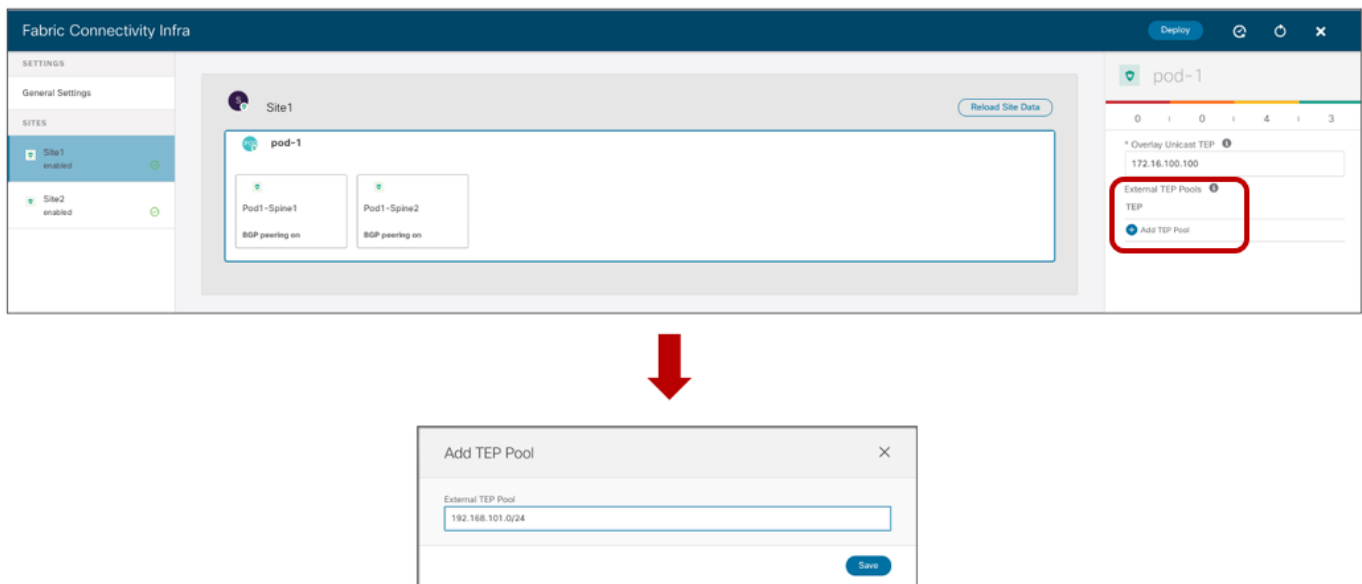 Fabric Connectivity Infra
Deploy
SETTINGS
General Settings
SITES
Site1
enabled
Site2
enabled
S
Site1
Reload Site Data
pod-1
Pod1-Spine1
BGP peering on
Pod1-Spine2
BGP peering on
pod-1
0 0 4 3
* Overlay Unicast TEP
172.16.100.100
External TEP Pools
TEP
Add TEP Pool
Add TEP Pool
External TEP Pool
192.168.101.0/24
Save